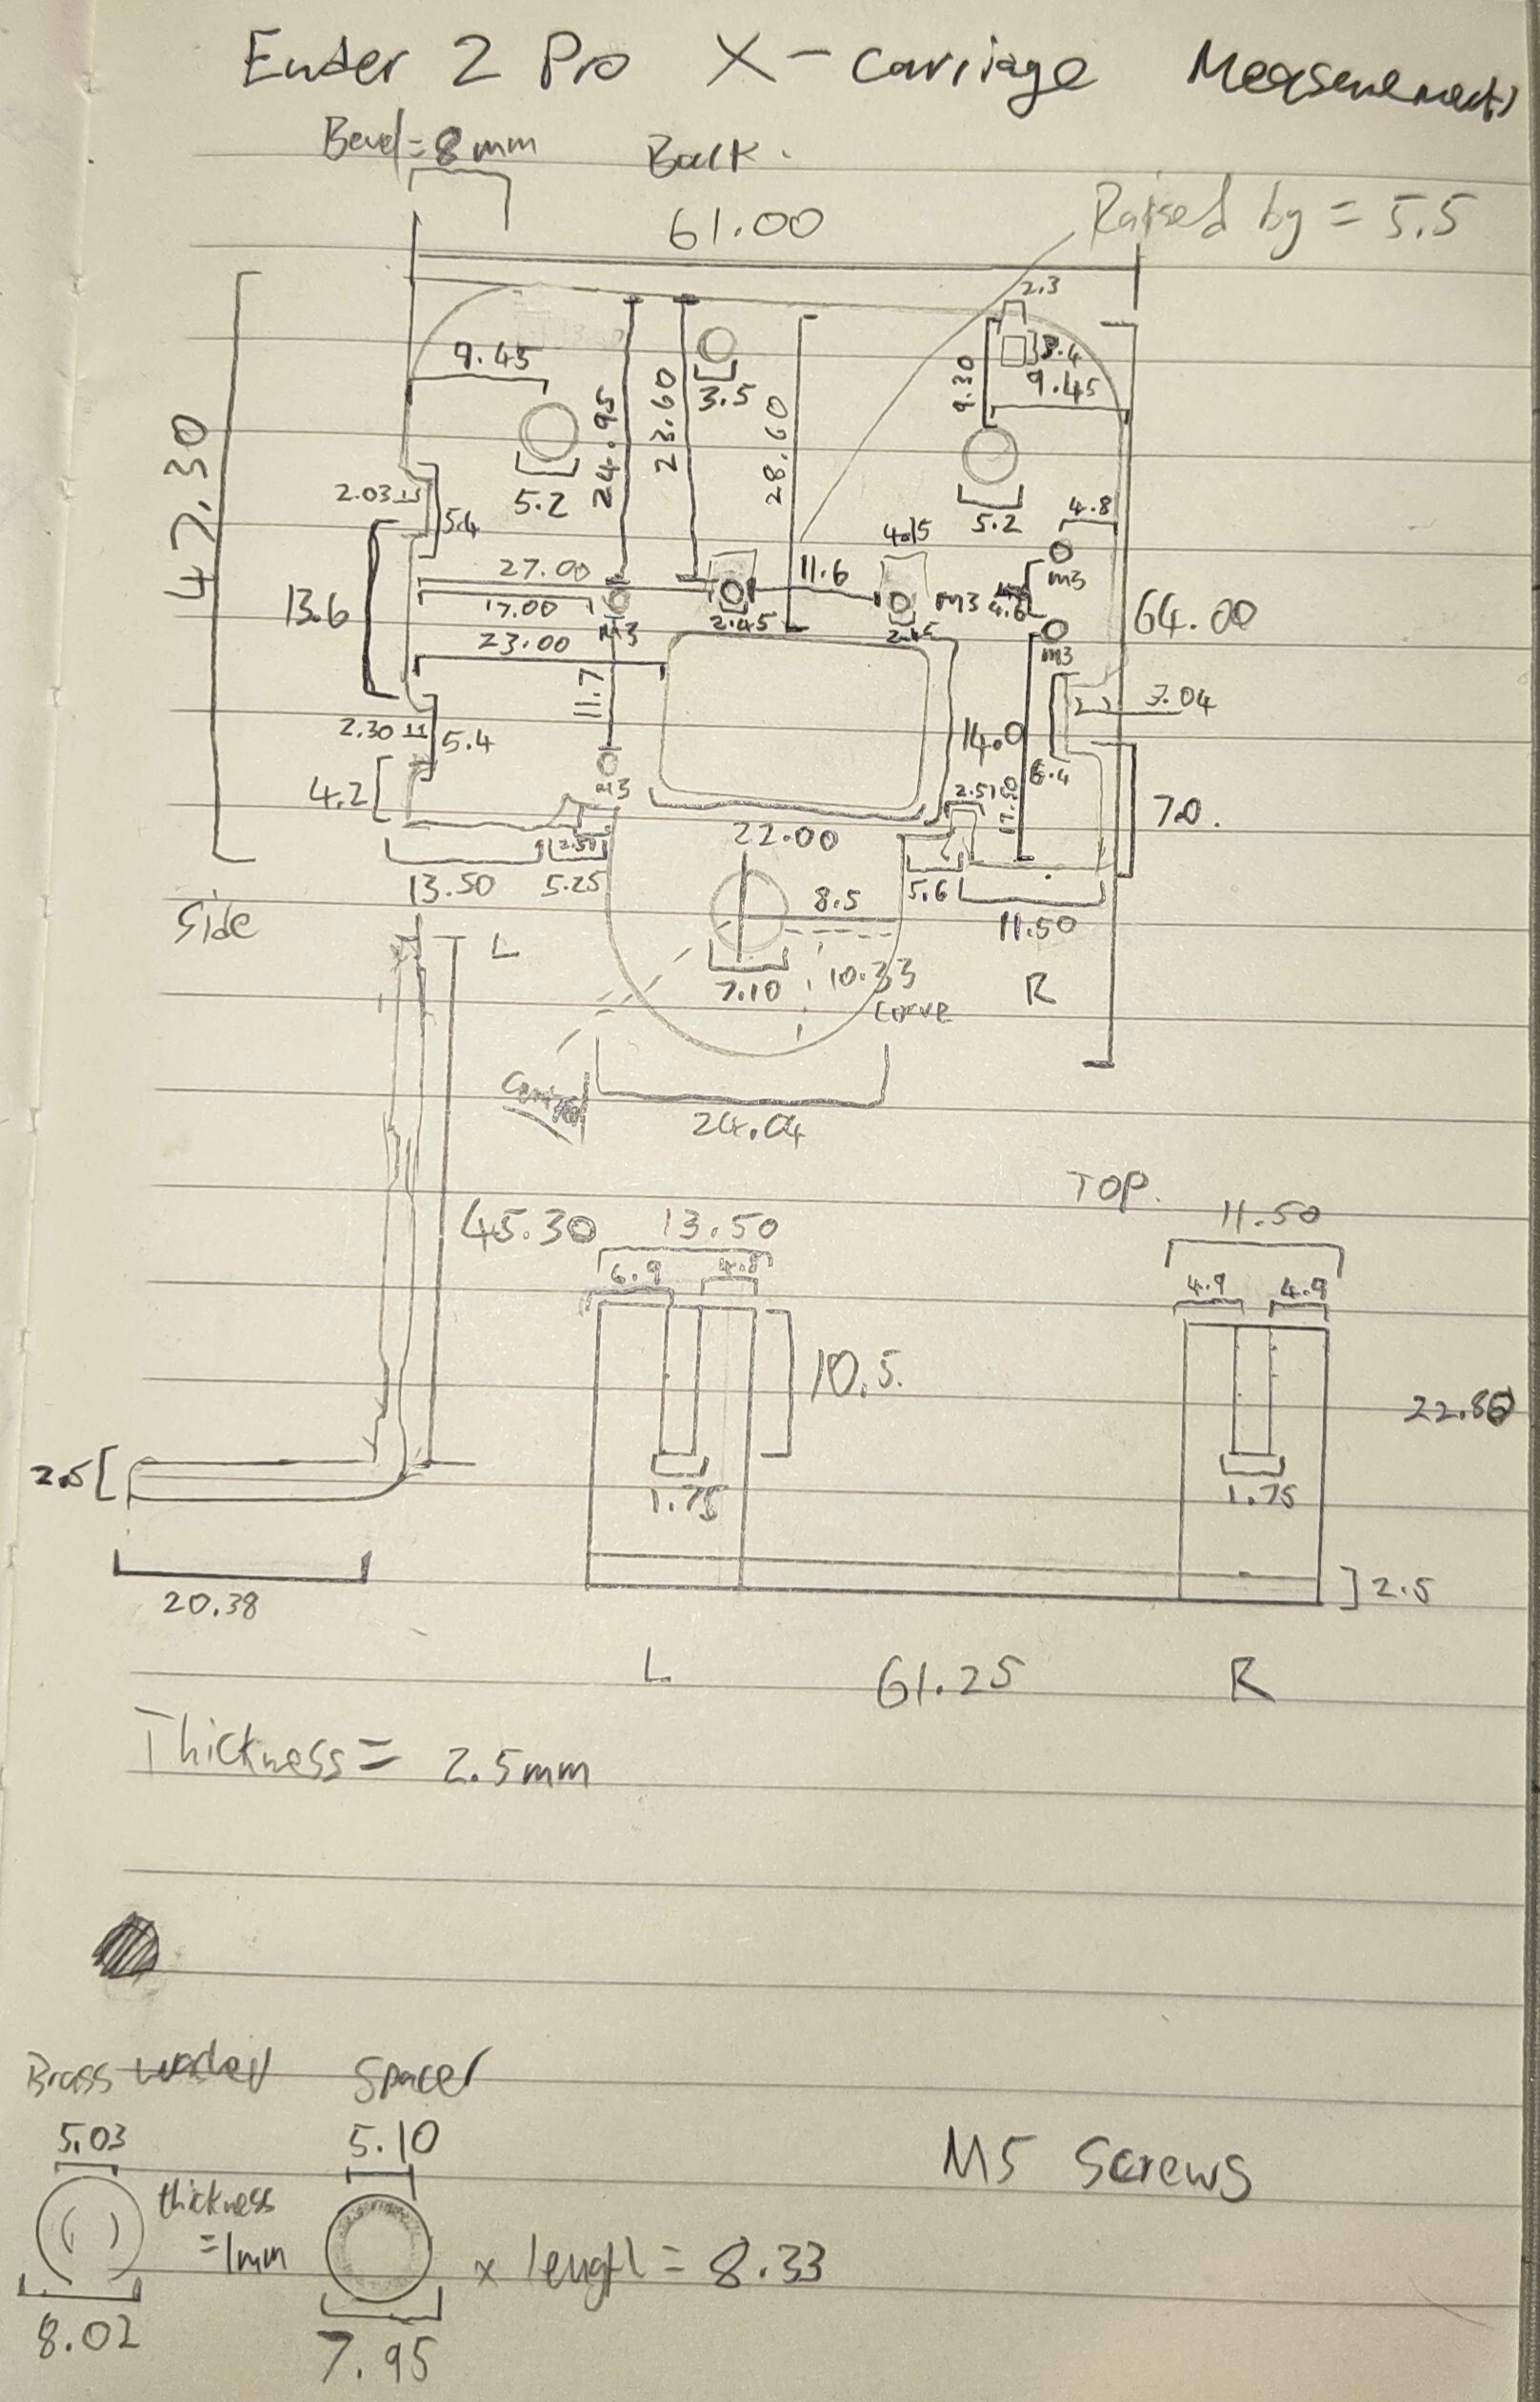 Ender 2 Pro X-carriage Measurements
Bevel = 8mm Back.
Raised by = 5.5
61.00
2.3
3.4
9.45 9.30 9.45
3.5
47.30
24.95 23.60 28.60
5.2 5.2
2.03 5.4
4.8
4.15
27.00 11.6 M3
13.6 17.00 M3 2.45 2.45 M3 4.6 64.00
23.00 M3
11.7
7.04
2.30 5.4 14.0
6.4
4.2 M3 2.51 17.80 7.0.
22.00
2.50
13.50 5.25 8.5 5.6 11.50
Side L
7.10 10.33 R
curve
24.04
TOP.
45.30 13.50 11.50
6.9 4.8 4.9 4.9
10.5. 22.80
2.5 1.75 1.75
20.38 2.5
L 61.25 R
Thickness = 2.5mm
Brass Spacer
5.03 5.10
M5 Screws
thickness
=1mm x length = 8.33
8.02 7.95